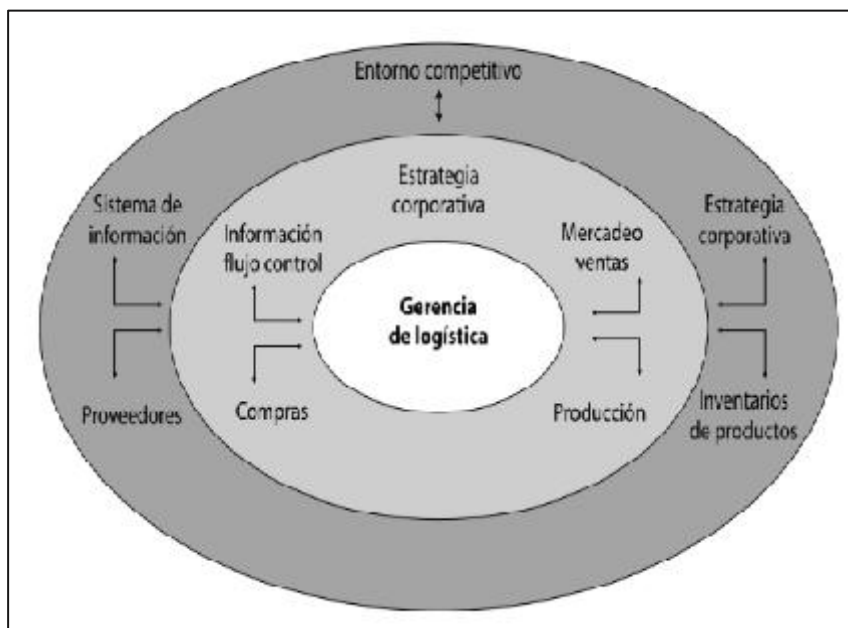 Entorno competitivo
Estrategia
corporativa
Sistema de
información
Información
flujo control
Mercadeo
ventas
Estrategia
corporativa
Gerencia
de logística
Proveedores
Compras
Producción
Inventarios
de productos